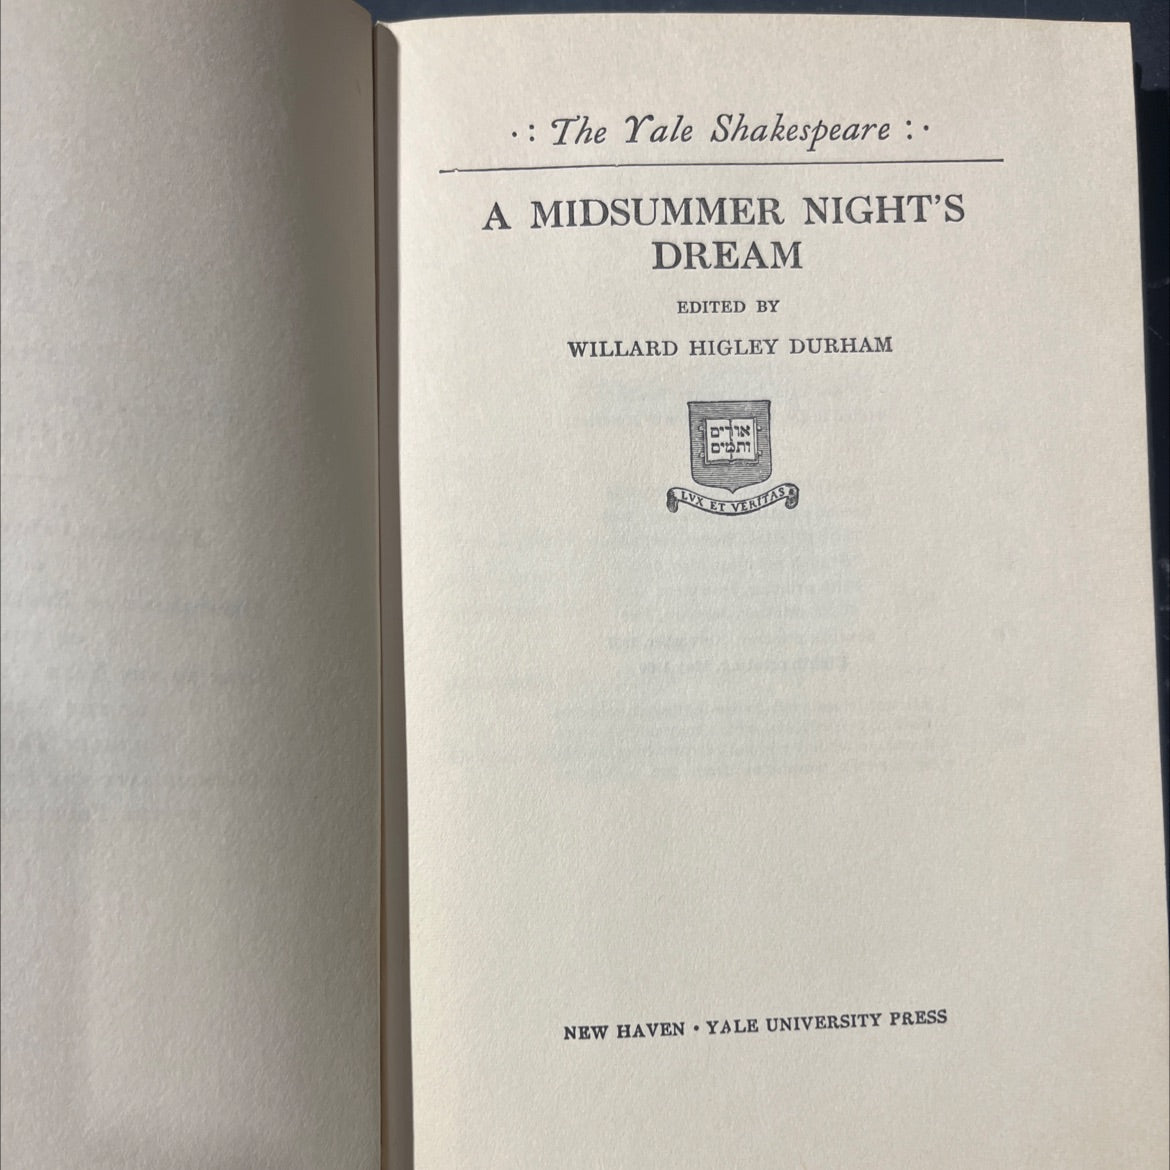 ·: The Yale Shakespeare :·
A MIDSUMMER NIGHT'S
DREAM
EDITED BY
WILLARD HIGLEY DURHAM
אורים
ותמים
LVX ET VERITAS
NEW HAVEN · YALE UNIVERSITY PRESS